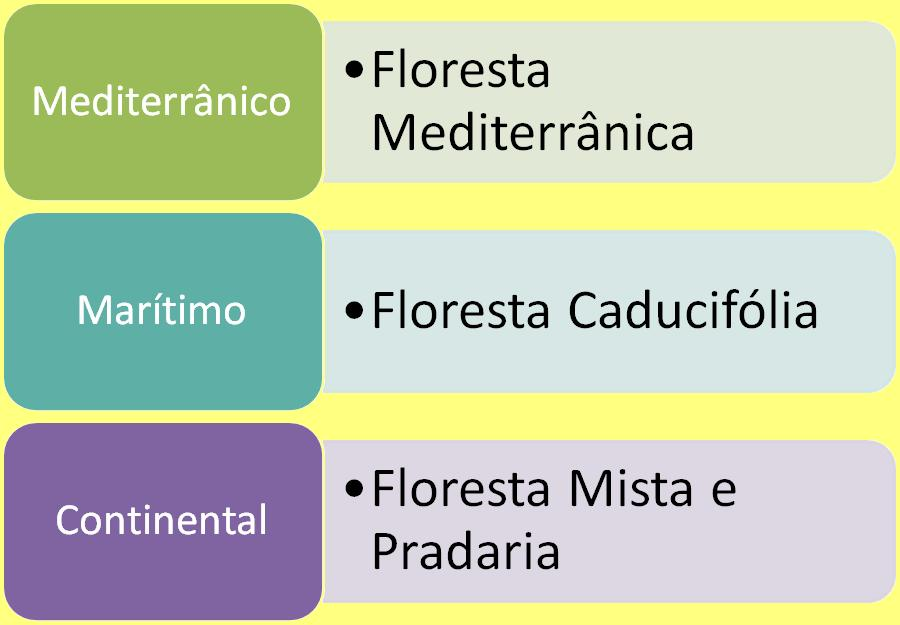 Mediterrânico
•Floresta
Mediterrânica
Marítimo
•Floresta Caducifólia
Continental
•Floresta Mista e
Pradaria